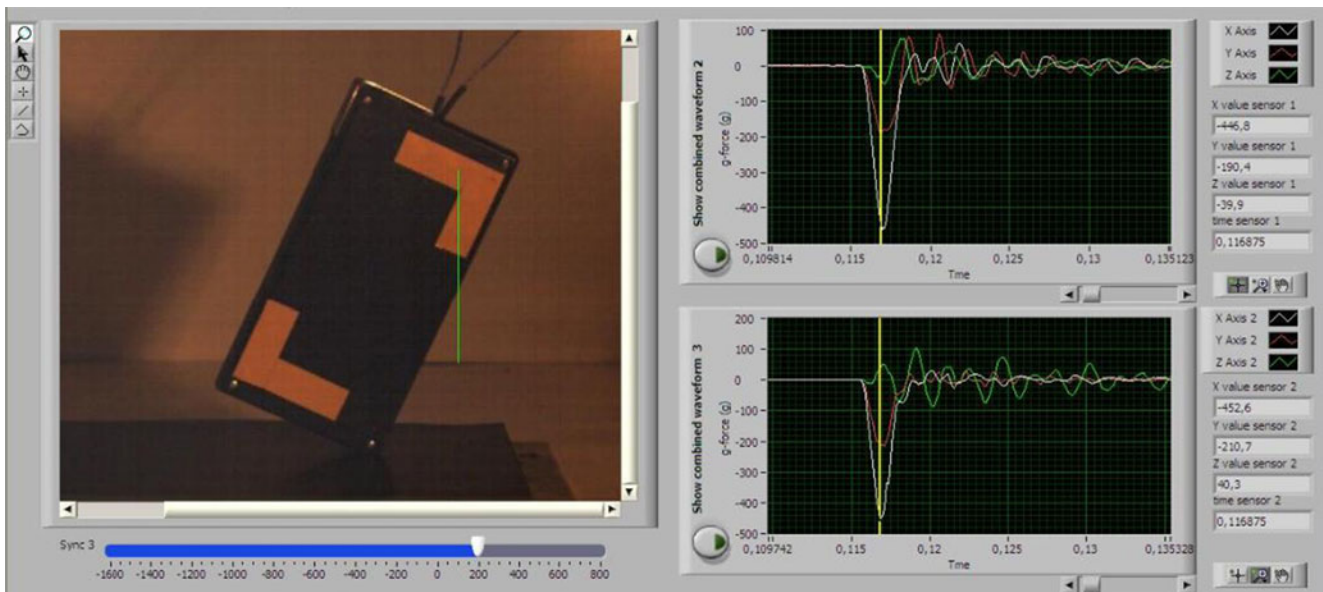 Sync 3
-1600 -1400 -1200 -1000 -800 -600 -400 -200 0 200 400 600 800
Show combined waveform 2
g-force (g)
100
0
-100
-200
-300
-400
-500
0,109814 0,115 0,12 0,125 0,13 0,135123
Tme
X Axis
Y Axis
Z Axis
X value sensor 1
-446,8
Y value sensor 1
-190,4
Z value sensor 1
-39,9
time sensor 1
0,116875
Show combined waveform 3
g-force (g)
200
100
0
-100
-200
-300
-400
-500
0,109742 0,115 0,12 0,125 0,13 0,135328
Tme
X Axis 2
Y Axis 2
Z Axis 2
X value sensor 2
-452,6
Y value sensor 2
-210,7
Z value sensor 2
40,3
time sensor 2
0,116875